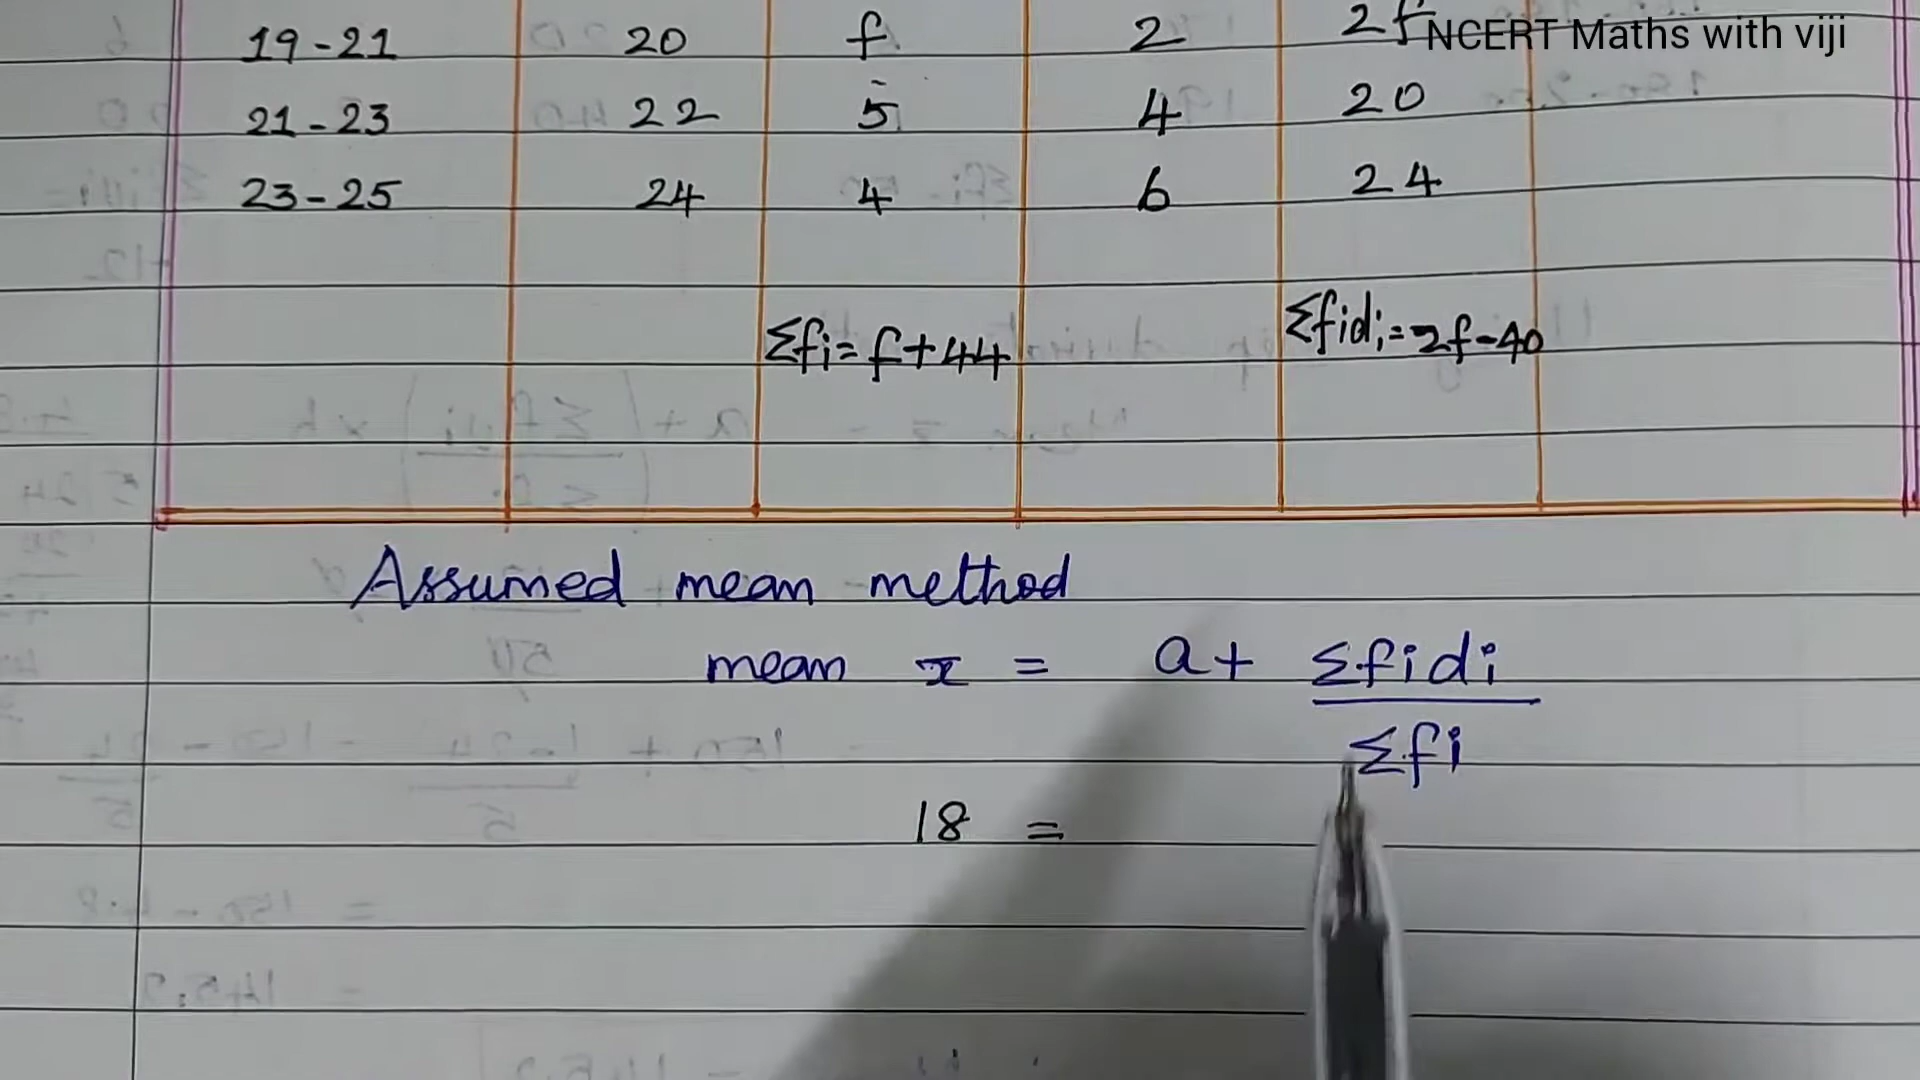 19-21 20 f 2 2f
NCERT Maths with viji
21-23 22 5 4 20
23-25 24 4 6 24
Σfi = f+44 Σfidi = 2f-40
Assumed mean method
mean x = a+ Σfidi
Σfi
18 =